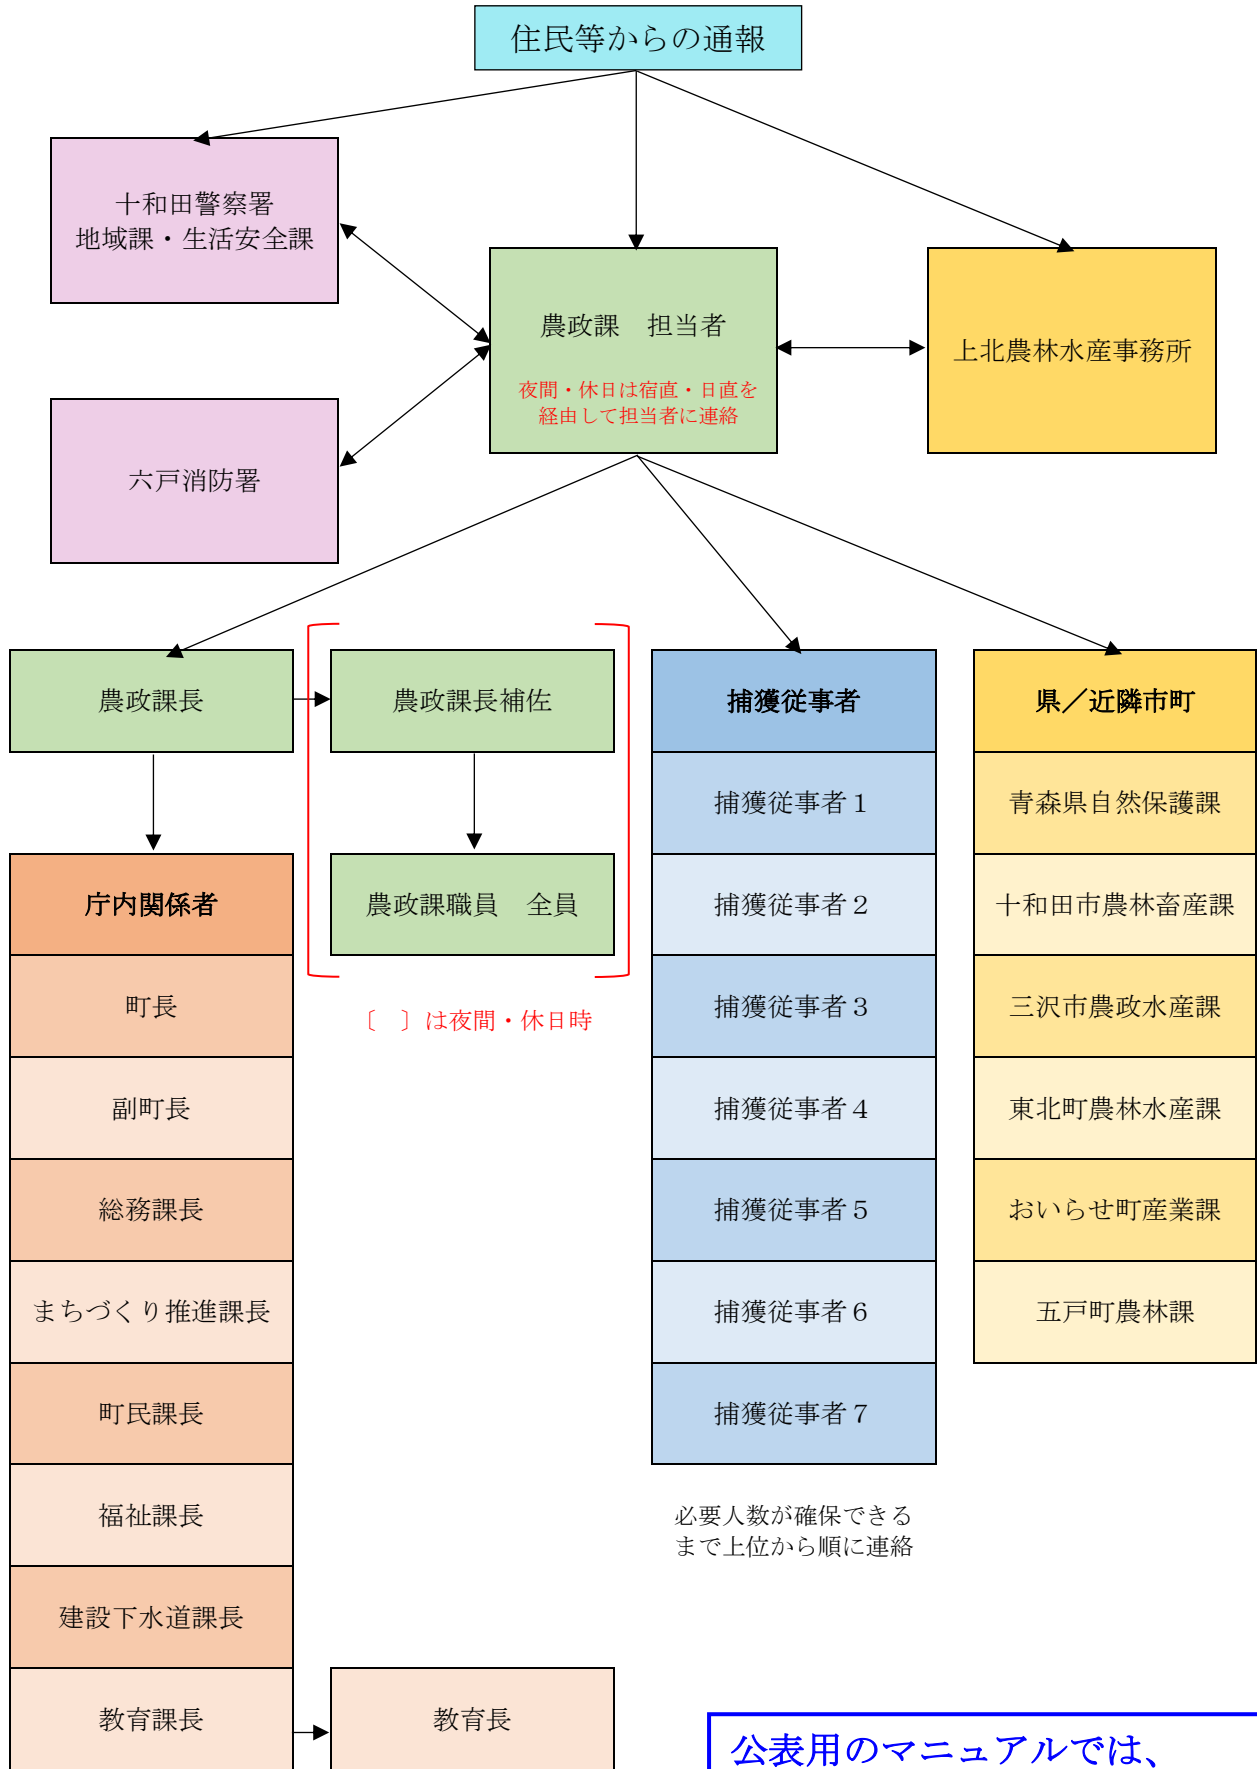 住民等からの通報
十和田警察署
地域課・生活安全課
農政課　担当者
夜間・休日は宿直・日直を
経由して担当者に連絡
上北農林水産事務所
六戸消防署
農政課長
農政課長補佐
農政課職員　全員
〔　〕は夜間・休日時
庁内関係者
町長
副町長
総務課長
まちづくり推進課長
町民課長
福祉課長
建設下水道課長
教育課長
教育長
捕獲従事者
捕獲従事者１
捕獲従事者２
捕獲従事者３
捕獲従事者４
捕獲従事者５
捕獲従事者６
捕獲従事者７
必要人数が確保できる
まで上位から順に連絡
県／近隣市町
青森県自然保護課
十和田市農林畜産課
三沢市農政水産課
東北町農林水産課
おいらせ町産業課
五戸町農林課
公表用のマニュアルでは、